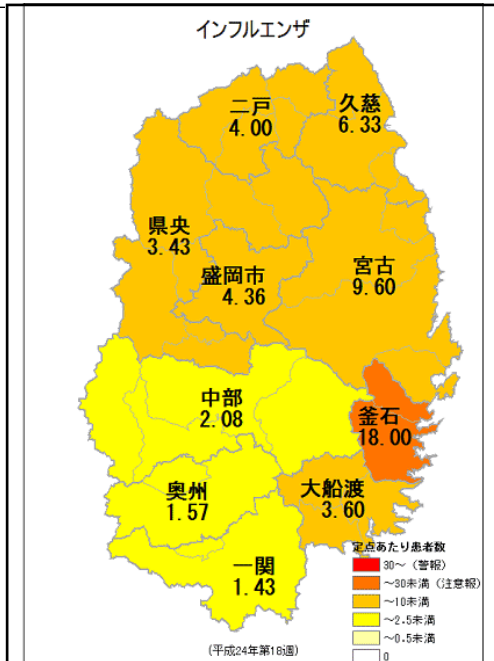 インフルエンザ
二戸
4.00
久慈
6.33
県央
3.43
盛岡市
4.36
宮古
9.60
中部
2.08
釜石
18.00
奥州
1.57
大船渡
3.60
一関
1.43
定点あたり患者数
30～（警報）
～30未満（注意報）
～10未満
～2.5未満
～0.5未満
0
(平成24年第18週)